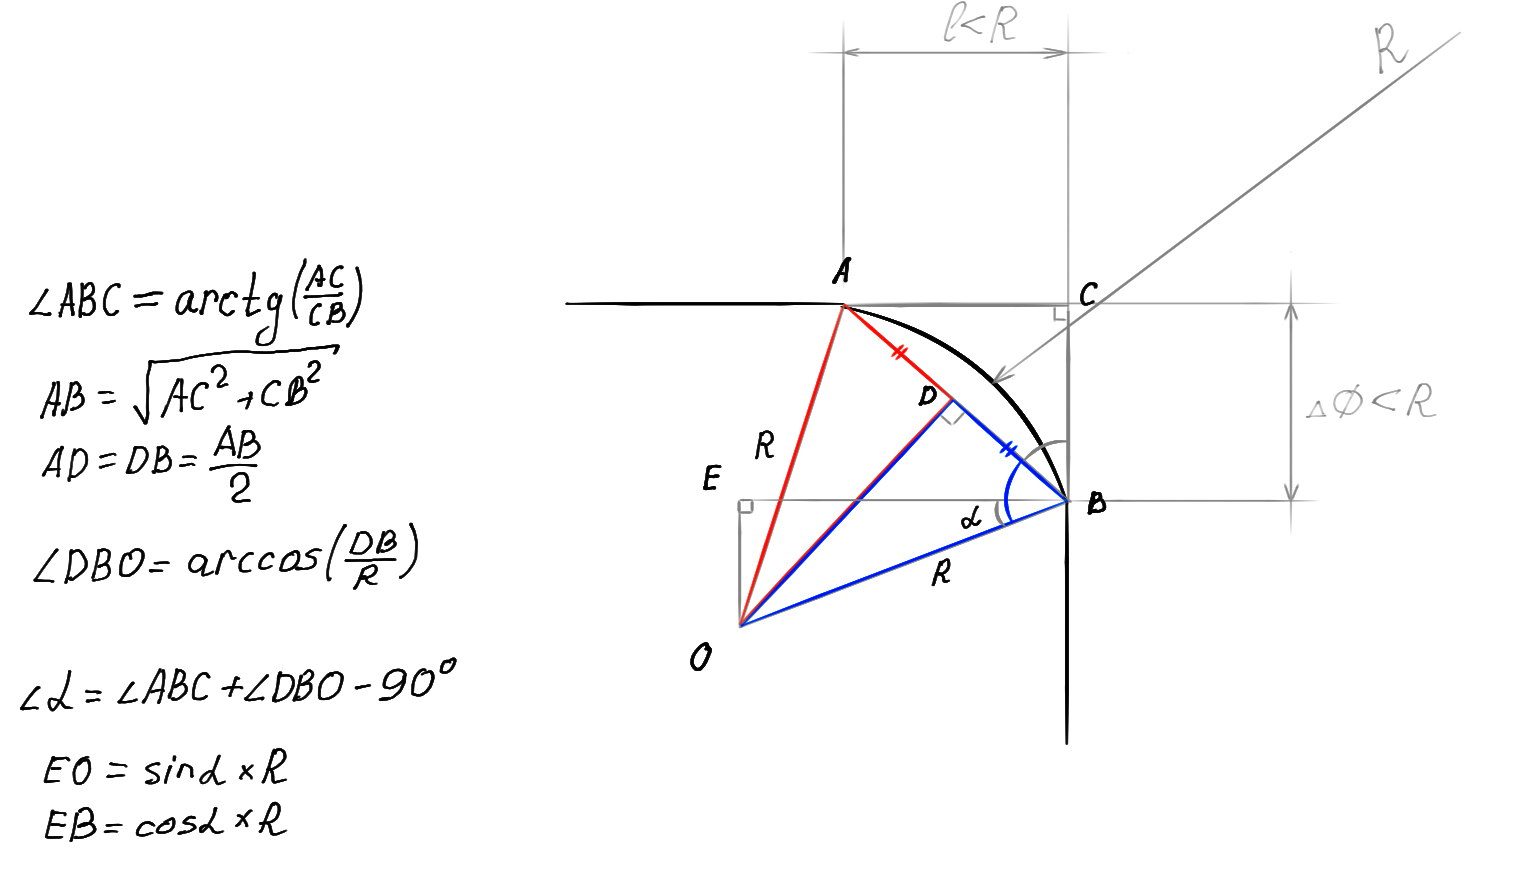 l<R
R
A
C
∠ABC = arctg(AC/CB)
ΔΦ<R
AB = √AC²+CB²
D
AD = DB = AB/2
R
E
B
α
∠DBO = arccos(DB/R)
R
O
∠α = ∠ABC + ∠DBO - 90°
EO = sinα × R
EB = cosα × R